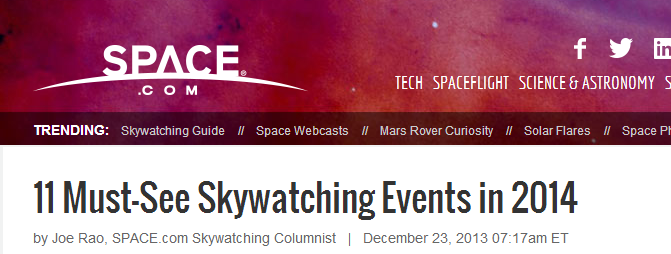 SPACE
.COM
TECH SPACEFLIGHT SCIENCE & ASTRONOMY S
TRENDING: Skywatching Guide // Space Webcasts // Mars Rover Curiosity // Solar Flares // Space Ph
11 Must-See Skywatching Events in 2014
by Joe Rao, SPACE.com Skywatching Columnist | December 23, 2013 07:17am ET